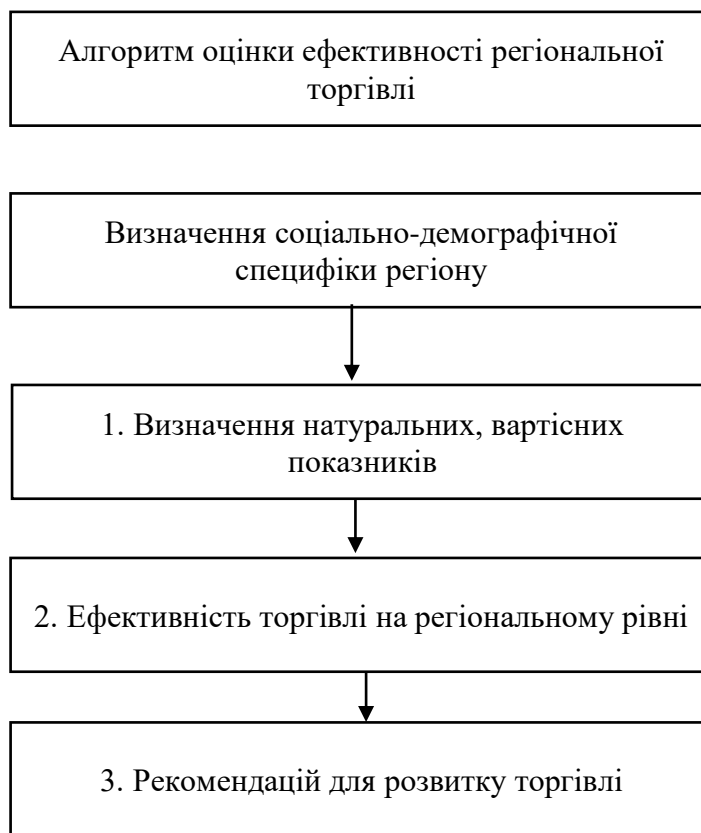 Алгоритм оцінки ефективності регіональної
торгівлі
Визначення соціально-демографічної
специфіки регіону
1. Визначення натуральних, вартісних
показників
2. Ефективність торгівлі на регіональному рівні
3. Рекомендацій для розвитку торгівлі